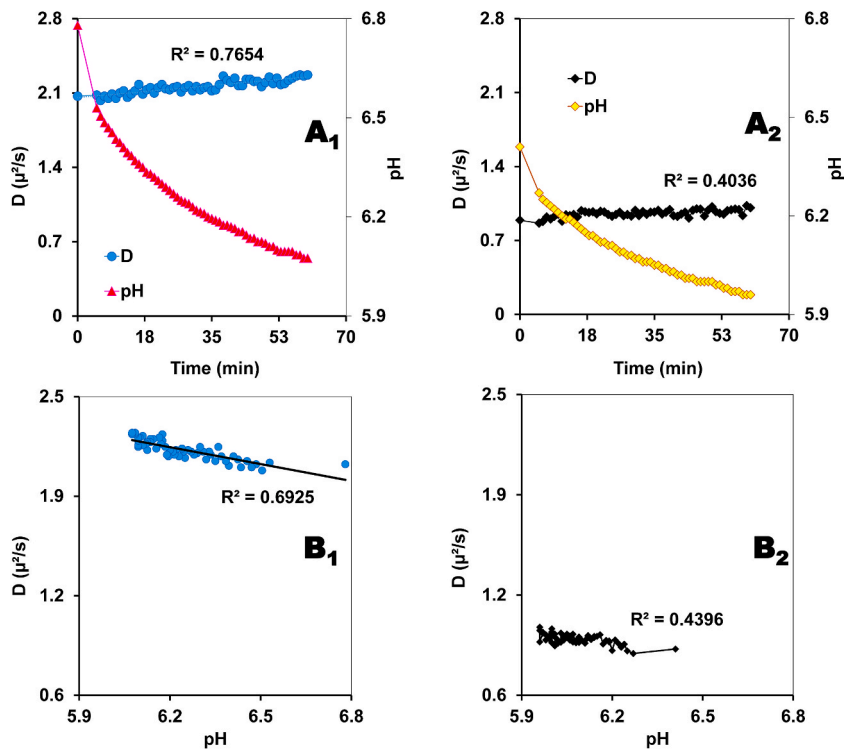 2.8
2.1
1.4
0.7
0
D (µ²/s)
6.8
6.5
6.2
5.9
pH
R² = 0.7654
A₁
D
pH
0 18 35 53 70
Time (min)
2.8
2.1
1.4
0.7
0
D (µ²/s)
6.8
6.5
6.2
5.9
pH
D
pH
A₂
R² = 0.4036
0 18 35 53 70
Time (min)
2.5
1.9
1.2
0.6
D (µ²/s)
R² = 0.6925
B₁
5.9 6.2 6.5 6.8
pH
2.5
1.9
1.2
0.6
D (µ²/s)
B₂
R² = 0.4396
5.9 6.2 6.5 6.8
pH